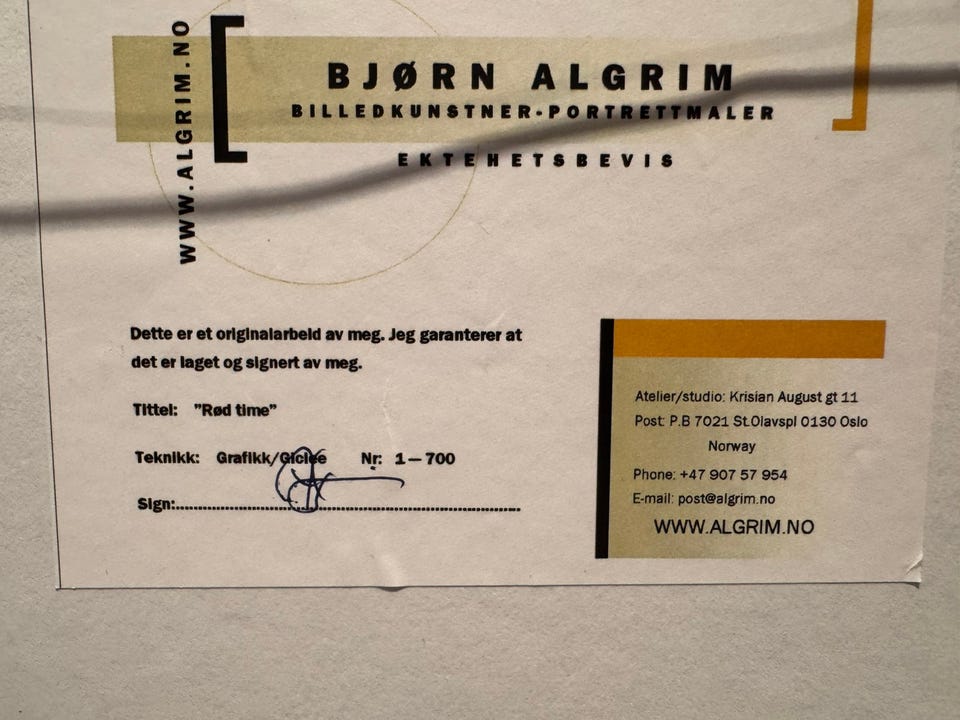 WWW.ALGRIM.NO
BJØRN ALGRIM
BILLEDKUNSTNER-PORTRETTMALER
EKTEHETSBEVIS
Dette er et originalarbeid av meg. Jeg garanterer at
det er laget og signert av meg.
Tittel: ”Rød time”
Teknikk: Grafikk/Giclée Nr: 1–700
Sign:
Atelier/studio: Krisian August gt 11
Post: P.B 7021 St.Olavspl 0130 Oslo
Norway
Phone: +47 907 57 954
E-mail: post@algrim.no
WWW.ALGRIM.NO